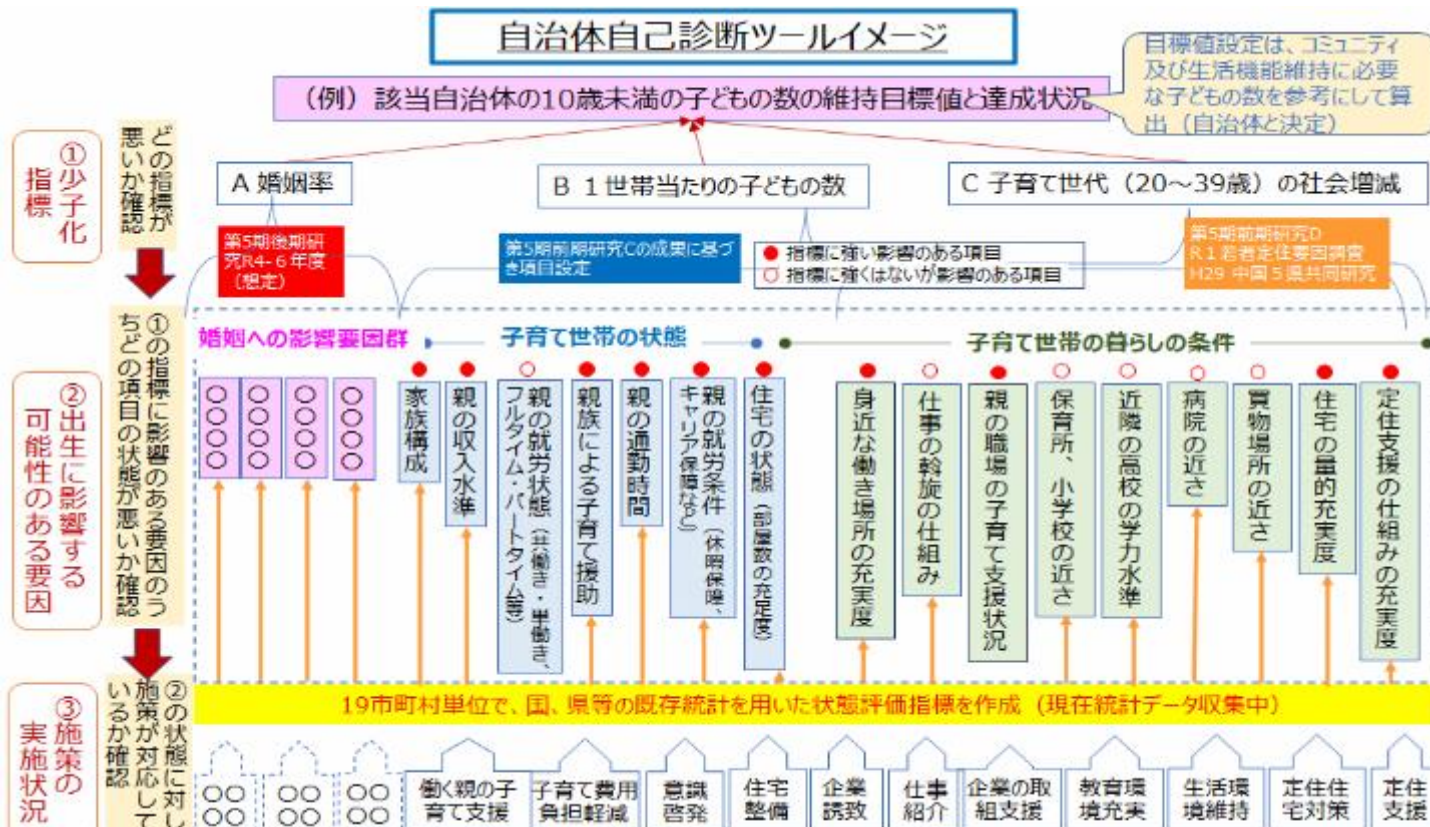 自治体自己診断ツールイメージ
目標値設定は、コミュニティ
及び生活機能維持に必要
な子どもの数を参考にして算
出（自治体と決定）
（例）該当自治体の10歳未満の子どもの数の維持目標値と達成状況
①少子化
指標
どの指標が
悪いか確認
A 婚姻率
B 1世帯当たりの子どもの数
C 子育て世代（20～39歳）の社会増減
第5期後期研
究R4-6年度
（想定）
第5期前期研究Cの成果に基づ
き項目設定
● 指標に強い影響のある項目
○ 指標に強くはないが影響のある項目
第5期前期研究D
R1若者定住要因調査
H29 中国5県共同研究
②出生に影響する
可能性のある要因
①の指標に影響のある要因のう
ちどの項目の状態が悪いか確認
婚姻への影響要因群
子育て世帯の状態
子育て世帯の暮らしの条件
○○○○
○○○○
○○○○
○○○○
家族構成
親の収入水準
親の就労状態（共働き・単働き、
フルタイム・パートタイム等）
親族による子育て援助
親の通勤時間
親の就労条件（休暇保障、
キャリア保障など）
住宅の状態（部屋数の充足度）
身近な働き場所の充実度
仕事の斡旋の仕組み
親の職場の子育て支援状況
保育所、小学校の近さ
近隣の高校の学力水準
病院の近さ
買物場所の近さ
住宅の量的充実度
定住支援の仕組みの充実度
19市町村単位で、国、県等の既存統計を用いた状態評価指標を作成（現在統計データ収集中）
③施策の
実施状況
②の状態に対し
施策が対応して
いるか確認
○○
○○
○○
○○
○○
○○
働く親の子
育て支援
子育て費用
負担軽減
意識
啓発
住宅
整備
企業
誘致
仕事
紹介
企業の取
組支援
教育環
境充実
生活環
境維持
定住住
宅対策
定住
支援